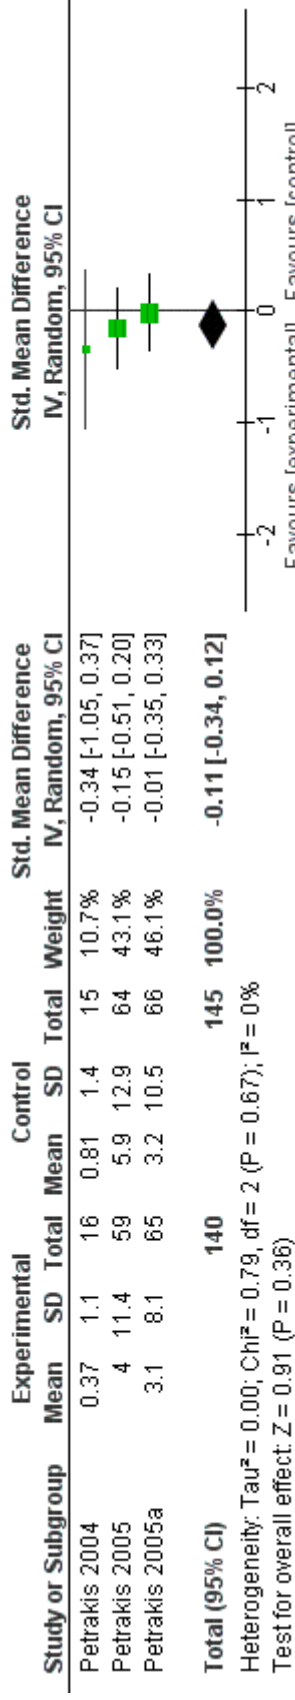 Experimental Control Std. Mean Difference Std. Mean Difference
Study or Subgroup Mean SD Total Mean SD Total Weight IV, Random, 95% CI IV, Random, 95% CI
Petrakis 2004 0.37 1.1 16 0.81 1.4 15 10.7% -0.34 [-1.05, 0.37]
Petrakis 2005 4 11.4 59 5.9 12.9 64 43.1% -0.15 [-0.51, 0.20]
Petrakis 2005a 3.1 8.1 65 3.2 10.5 66 46.1% -0.01 [-0.35, 0.33]
Total (95% CI) 140 145 100.0% -0.11 [-0.34, 0.12]
Heterogeneity: Tau² = 0.00; Chi² = 0.79, df = 2 (P = 0.67); I² = 0%
Test for overall effect: Z = 0.91 (P = 0.36)
-2 -1 0 1 2
Favours [experimental] Favours [control]